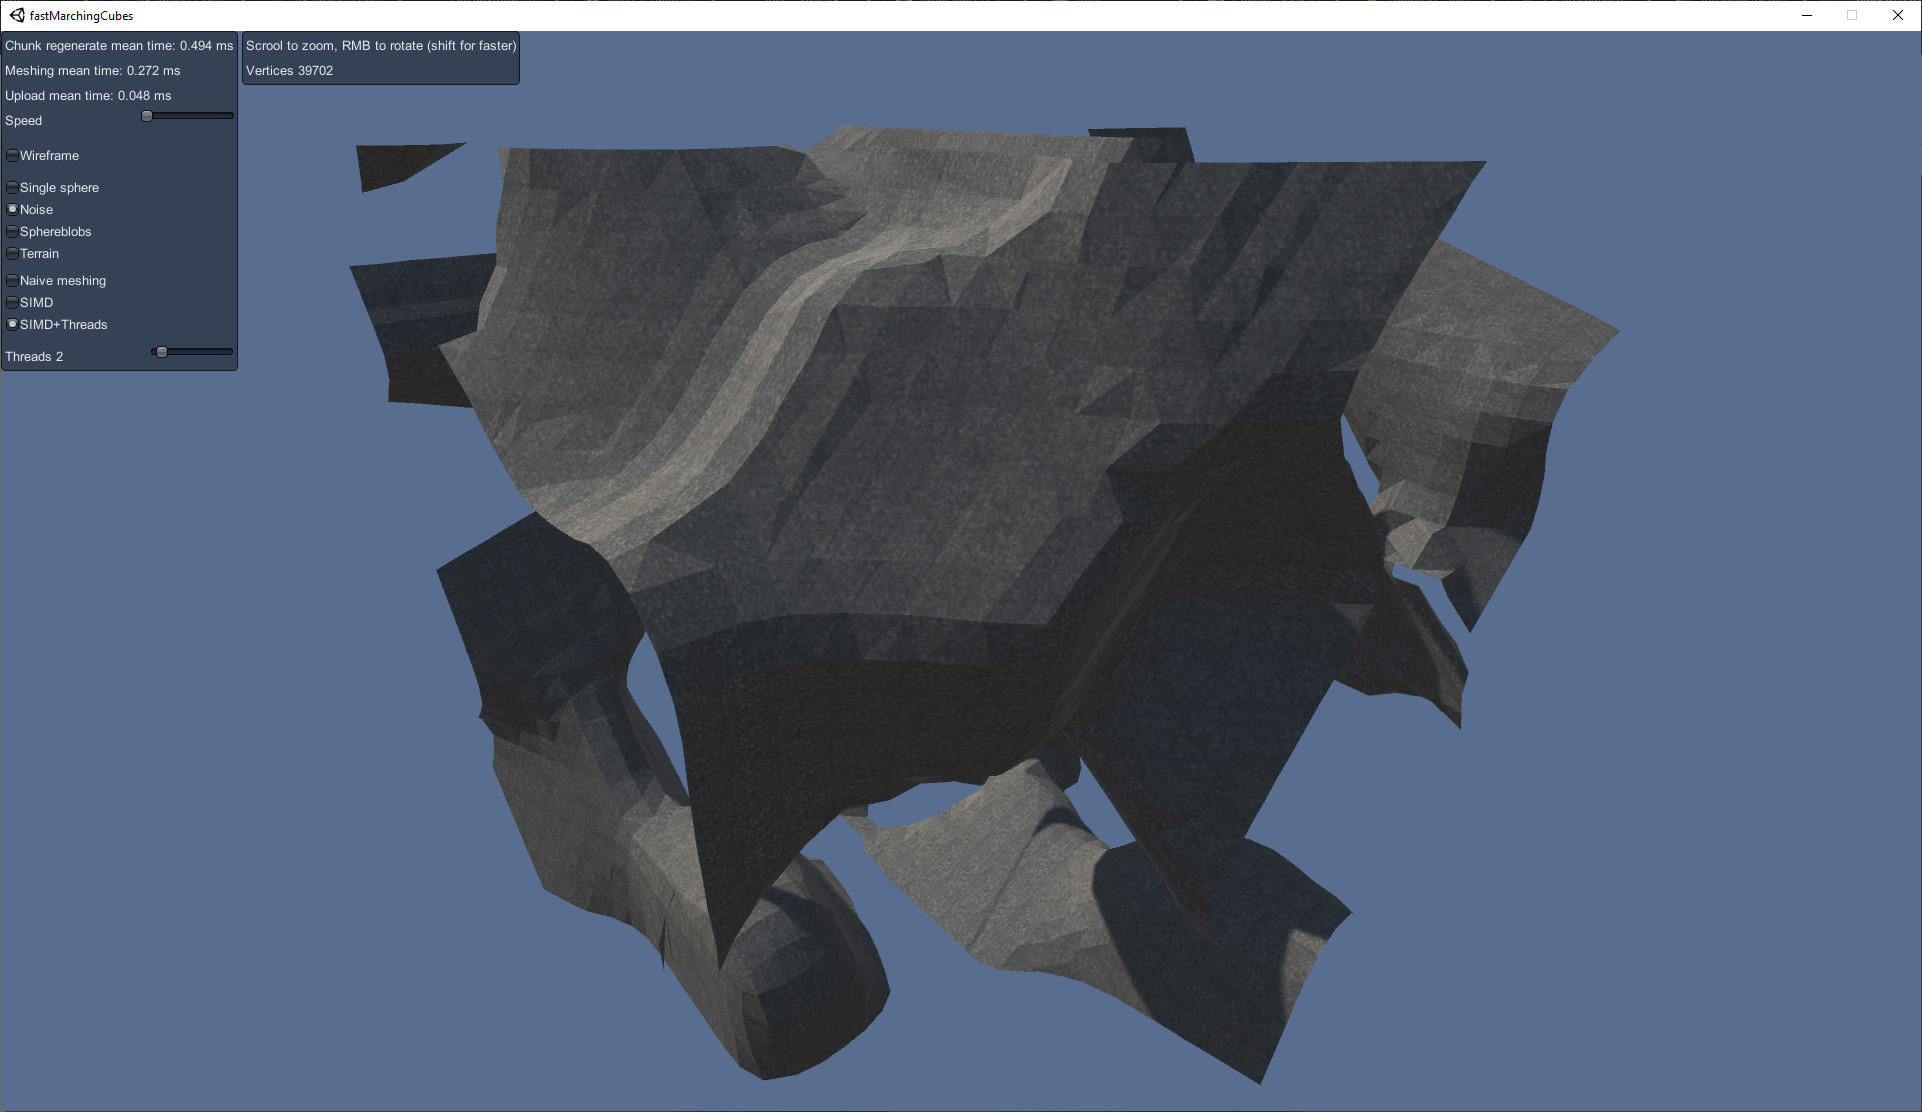 fastMarchingCubes
Chunk regenerate mean time: 0.494 ms
Meshing mean time: 0.272 ms
Upload mean time: 0.048 ms
Speed
Wireframe
Single sphere
Noise
Sphereblobs
Terrain
Naive meshing
SIMD
SIMD+Threads
Threads 2
Scrool to zoom, RMB to rotate (shift for faster)
Vertices 39702